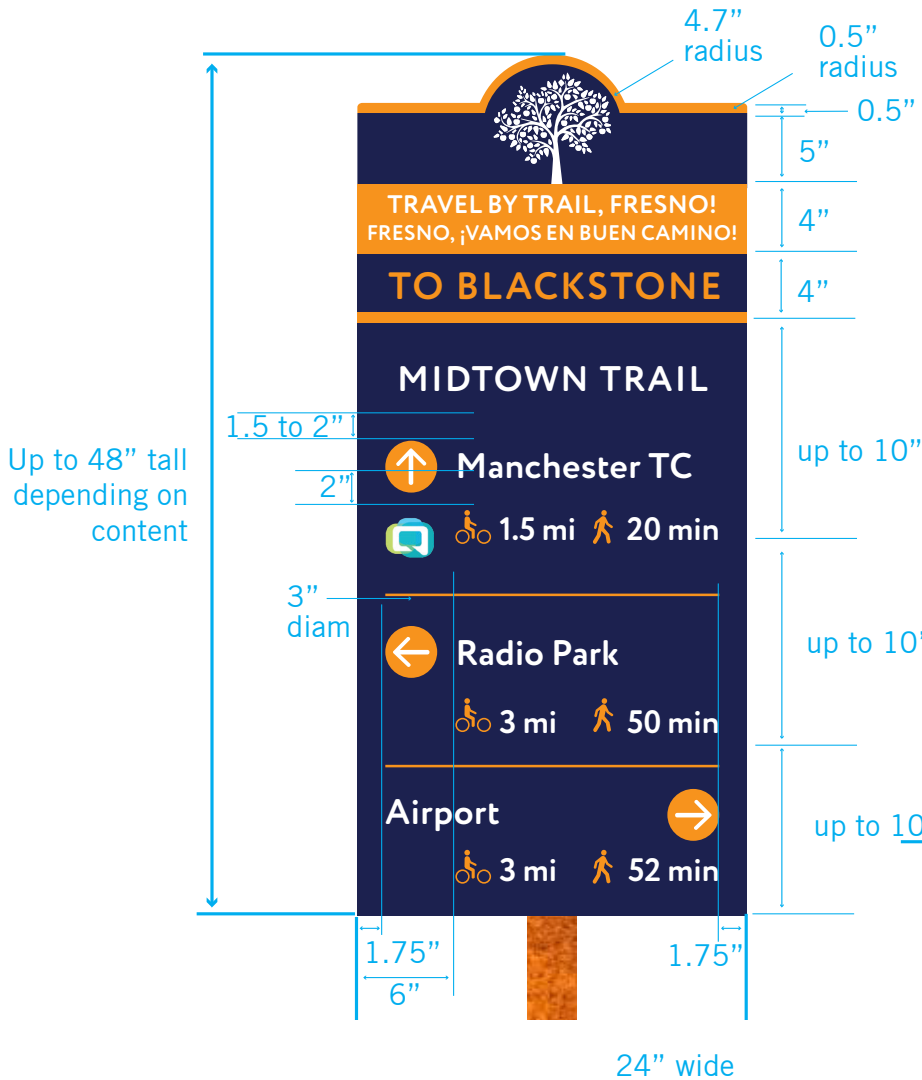 4.7”
radius
0.5”
radius
0.5”
5”
TRAVEL BY TRAIL, FRESNO!
FRESNO, ¡VAMOS EN BUEN CAMINO!
4”
TO BLACKSTONE
4”
MIDTOWN TRAIL
1.5 to 2”
Up to 48” tall
depending on
content
Manchester TC
up to 10”
2”
1.5 mi 20 min
3”
diam
Radio Park
up to 10”
3 mi 50 min
Airport
up to 10
3 mi 52 min
1.75”
1.75”
6”
24” wide